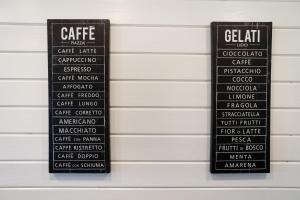 CAFFÈ
PIAZZA
CAFFÈ LATTE
CAPPUCCINO
ESPRESSO
CAFFÈ MOCHA
AFFOGATO
CAFFÈ FREDDO
CAFFÈ LUNGO
CAFFÈ CORRETTO
AMERICANO
MACCHIATO
CAFFÈ CON PANNA
CAFFÈ RISTRETTO
CAFFÈ DOPPIO
CAFFÈ CON SCHIUMA
GELATI
LIDO
CIOCCOLATO
CAFFÈ
PISTACCHIO
COCCO
NOCCIOLA
LIMONE
FRAGOLA
STRACCIATELLA
TUTTI FRUTTI
FIOR DI LATTE
PESCA
FRUTTI DI BOSCO
MENTA
AMARENA